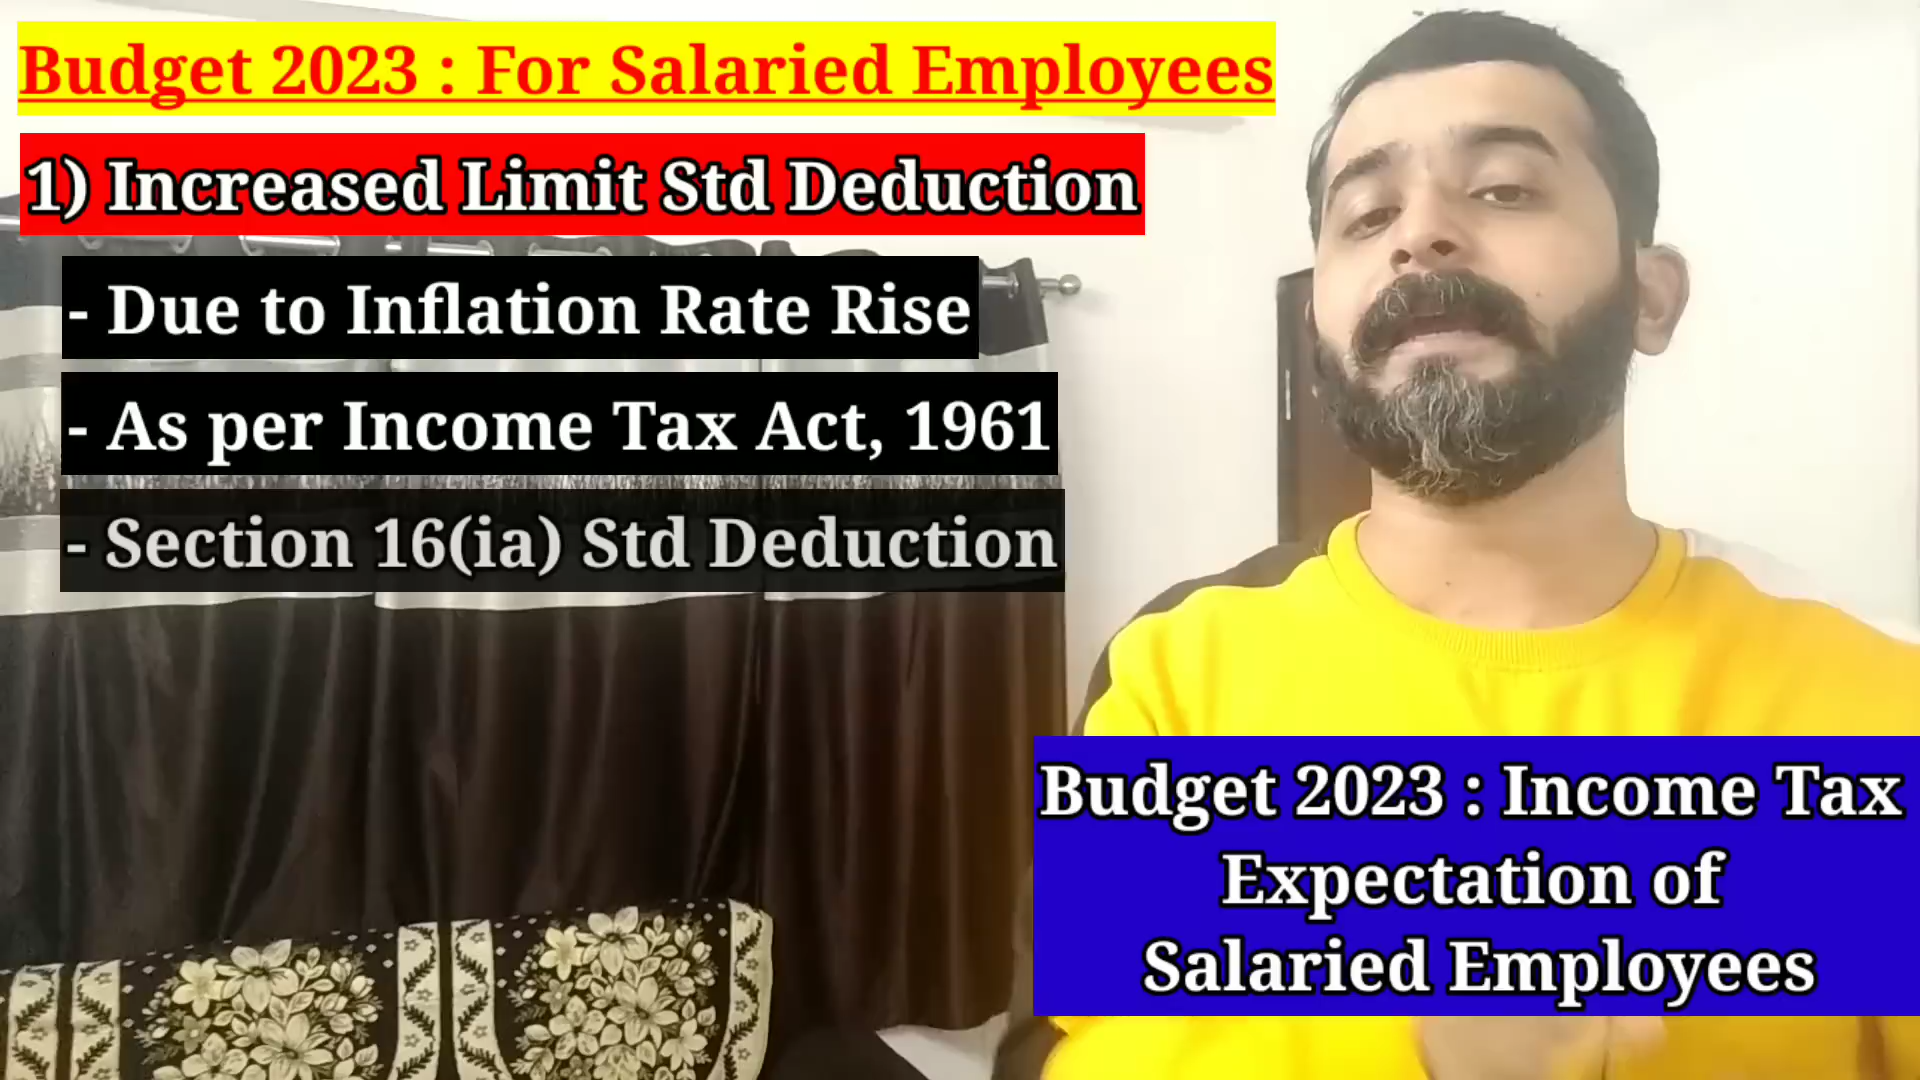 Budget 2023 : For Salaried Employees
1) Increased Limit Std Deduction
- Due to Inflation Rate Rise
- As per Income Tax Act, 1961
- Section 16(ia) Std Deduction
Budget 2023 : Income Tax
Expectation of
Salaried Employees